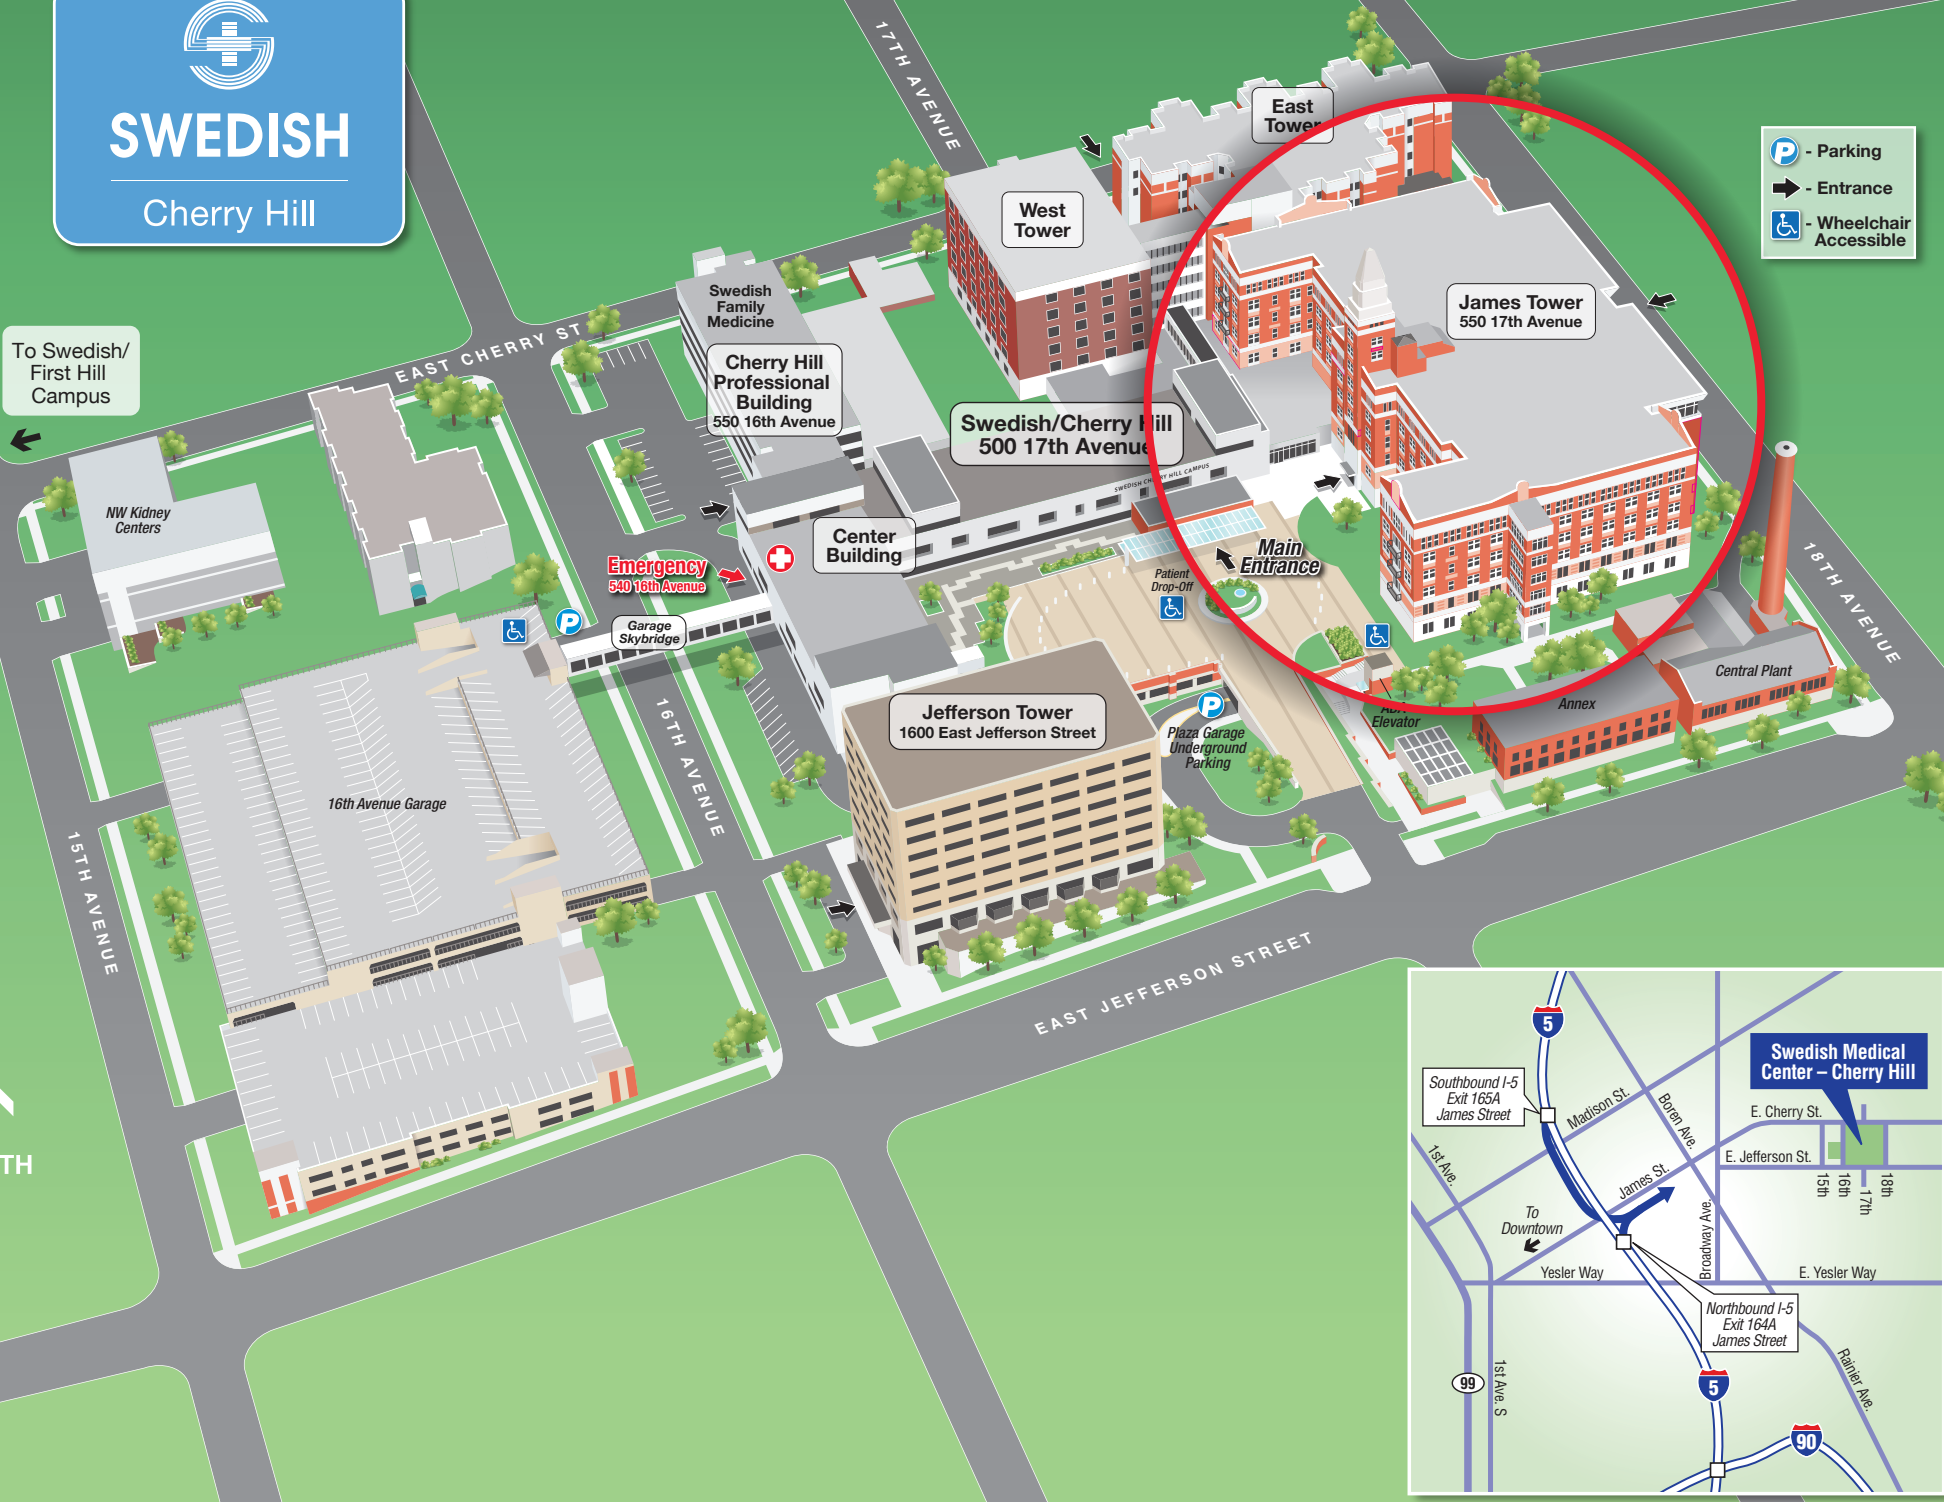 SWEDISH
Cherry Hill
17TH AVENUE
East
Tower
P - Parking
- Entrance
- Wheelchair
Accessible
West
Tower
James Tower
550 17th Avenue
Swedish
Family
Medicine
To Swedish/
First Hill
Campus
EAST CHERRY ST
Cherry Hill
Professional
Building
550 16th Avenue
Swedish/Cherry Hill
500 17th Avenue
SWEDISH CHERRY HILL CAMPUS
NW Kidney
Centers
Center
Building
Main
Entrance
Emergency
540 16th Avenue
Patient
Drop-Off
18TH AVENUE
P
Garage
Skybridge
Central Plant
Annex
ADA
Elevator
Jefferson Tower
1600 East Jefferson Street
P
Plaza Garage
Underground
Parking
16TH AVENUE
16th Avenue Garage
15TH AVENUE
EAST JEFFERSON STREET
TH
5
Swedish Medical
Center – Cherry Hill
Southbound I-5
Exit 165A
James Street
Madison St.
Boren Ave.
E. Cherry St.
1st Ave.
E. Jefferson St.
James St.
15th
16th
17th
18th
To
Downtown
Broadway Ave.
Yesler Way
E. Yesler Way
Northbound I-5
Exit 164A
James Street
99
1st Ave. S
5
Rainier Ave.
90